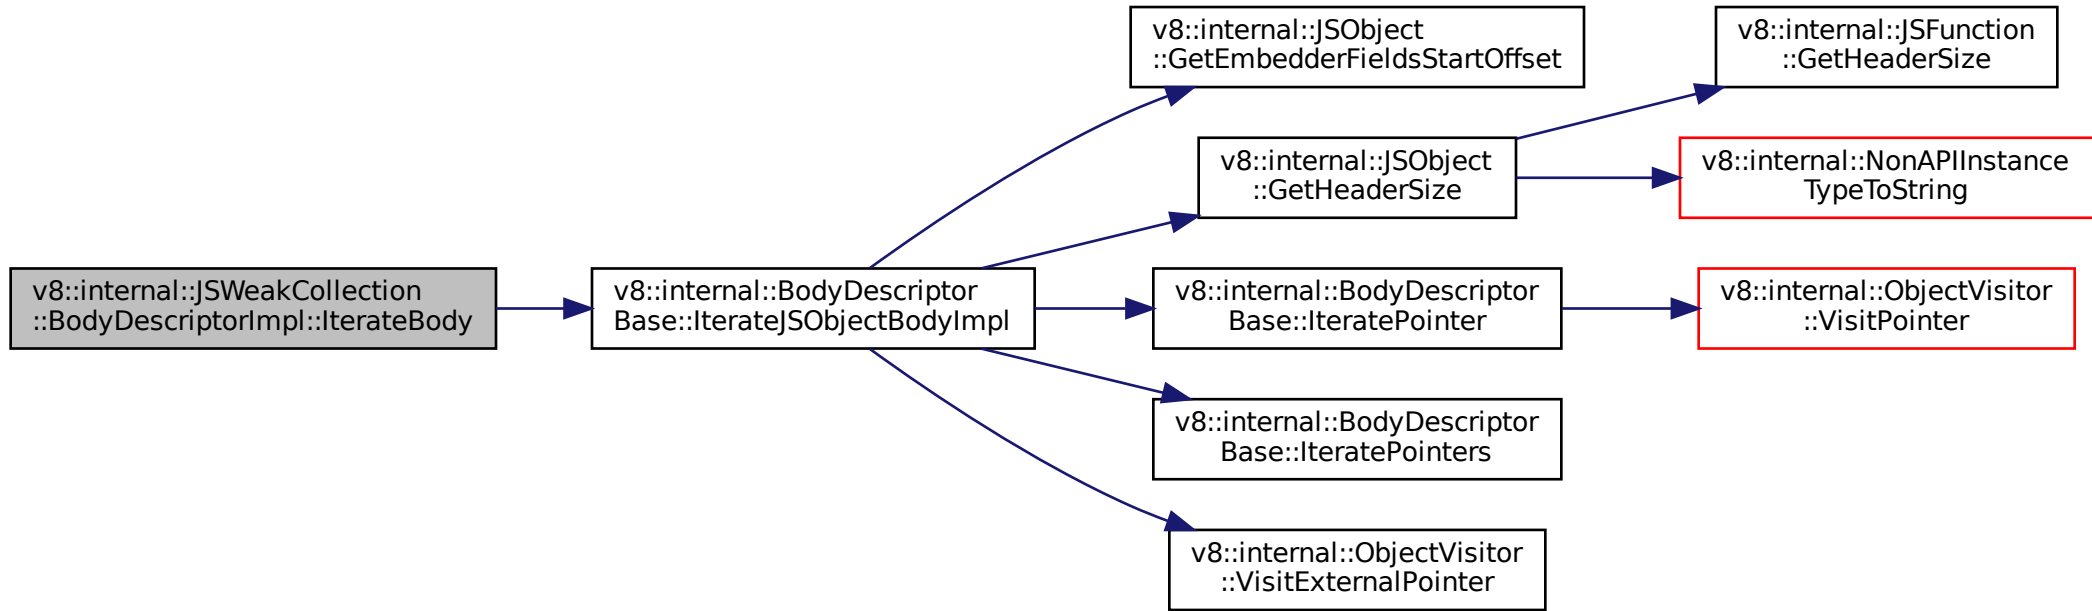 v8::internal::JSWeakCollection
::BodyDescriptorImpl::IterateBody
v8::internal::BodyDescriptor
Base::IterateJSObjectBodyImpl
v8::internal::JSObject
::GetEmbedderFieldsStartOffset
v8::internal::JSObject
::GetHeaderSize
v8::internal::JSFunction
::GetHeaderSize
v8::internal::NonAPIInstance
TypeToString
v8::internal::BodyDescriptor
Base::IteratePointer
v8::internal::ObjectVisitor
::VisitPointer
v8::internal::BodyDescriptor
Base::IteratePointers
v8::internal::ObjectVisitor
::VisitExternalPointer